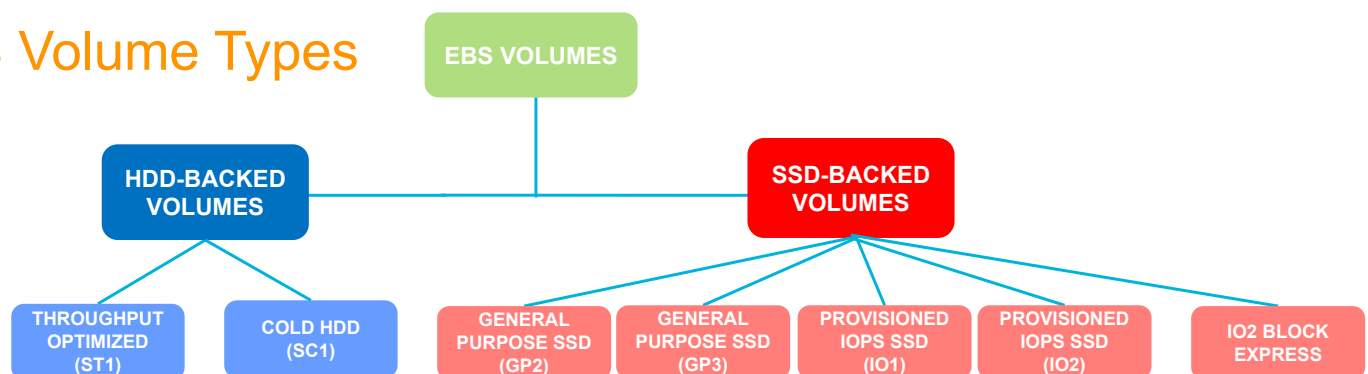 Volume Types
EBS VOLUMES
HDD-BACKED
VOLUMES
SSD-BACKED
VOLUMES
THROUGHPUT
OPTIMIZED
(ST1)
COLD HDD
(SC1)
GENERAL
PURPOSE SSD
(GP2)
GENERAL
PURPOSE SSD
(GP3)
PROVISIONED
IOPS SSD
(IO1)
PROVISIONED
IOPS SSD
(IO2)
IO2 BLOCK
EXPRESS